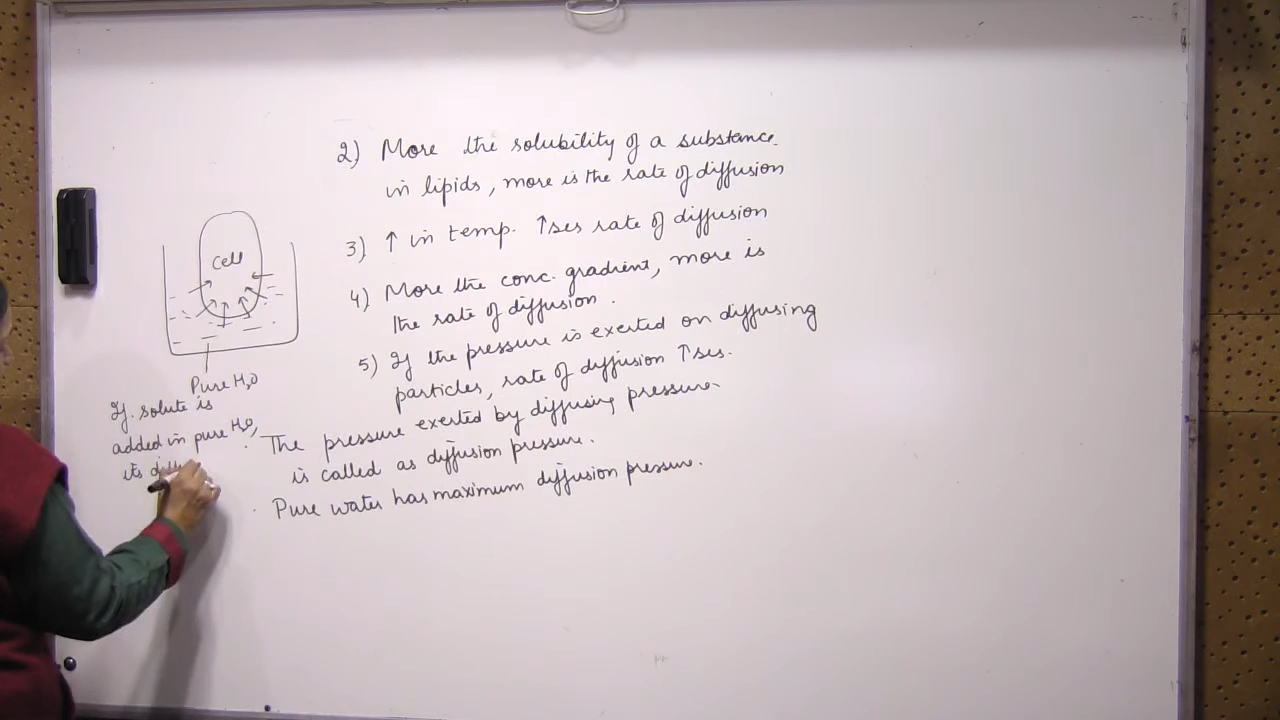 2) More the solubility of a substance
in lipids, more is the rate of diffusion
3) ↑ in temp. ↑ses rate of diffusion
4) More the conc. gradient, more is
the rate of diffusion.
5) If the pressure is exerted on diffusing
particles, rate of diffusion ↑ses.
· The pressure exerted by diffusing pressure
is called as diffusion pressure.
· Pure water has maximum diffusion pressure.
Cell
Pure H₂O
If solute is
added in pure H₂O,
its